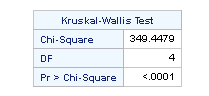 Kruskal-Wallis Test
Chi-Square 349.4479
DF 4
Pr > Chi-Square <.0001